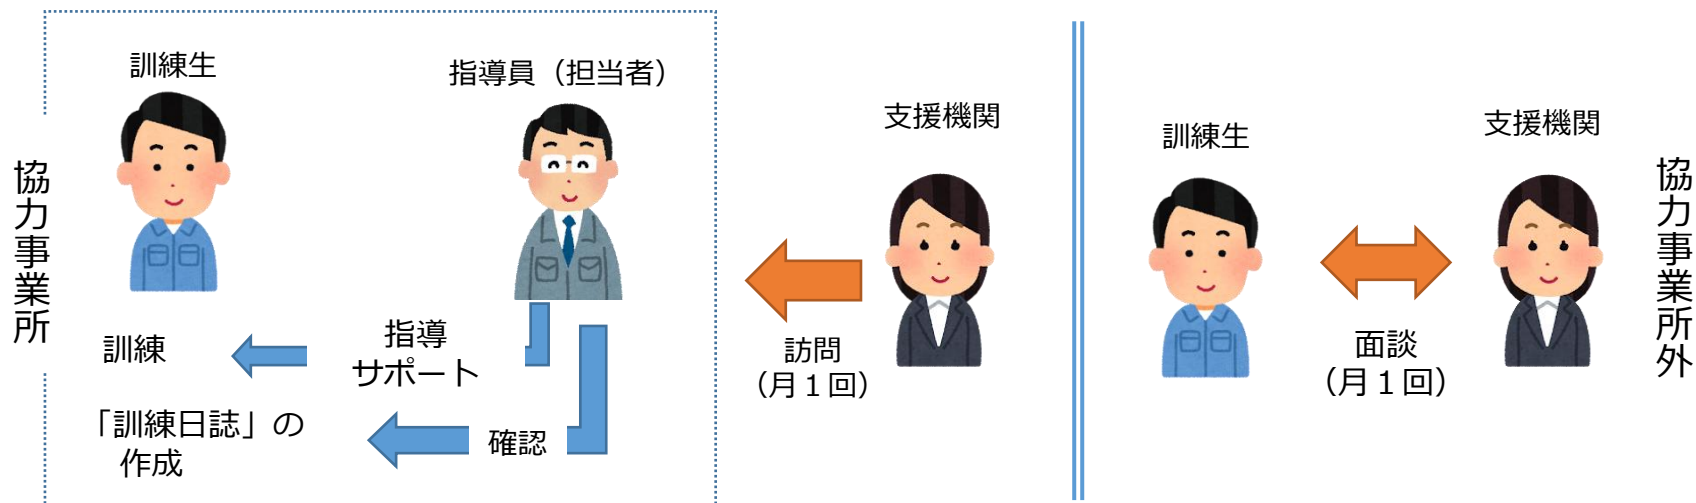 協力事業所
訓練生
指導員（担当者）
訓練
指導
サポート
「訓練日誌」の
作成
確認
支援機関
訪問
（月１回）
訓練生
支援機関
面談
（月１回）
協力事業所外